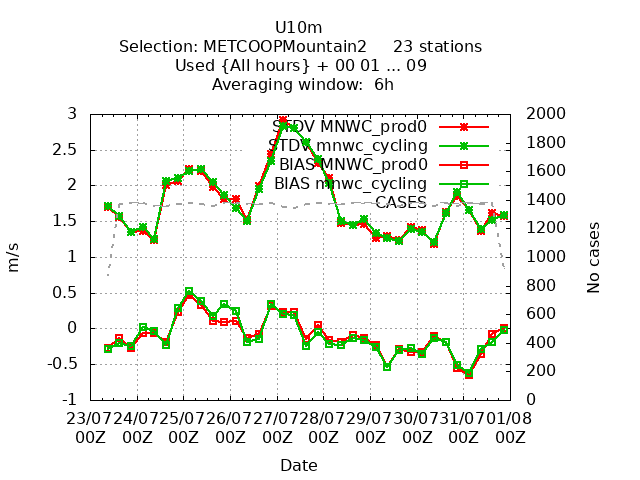 U10m
Selection: METCOOPMountain2 23 stations
Used {All hours} + 00 01 ... 09
Averaging window: 6h
STDV MNWC_prod0
STDV mnwc_cycling
BIAS MNWC_prod0
BIAS mnwc_cycling
CASES
3
2.5
2
1.5
1
0.5
0
-0.5
-1
m/s
2000
1800
1600
1400
1200
1000
800
600
400
200
0
No cases
23/07 24/07 25/07 26/07 27/07 28/07 29/07 30/07 31/07 01/08
00Z 00Z 00Z 00Z 00Z 00Z 00Z 00Z 00Z 00Z
Date